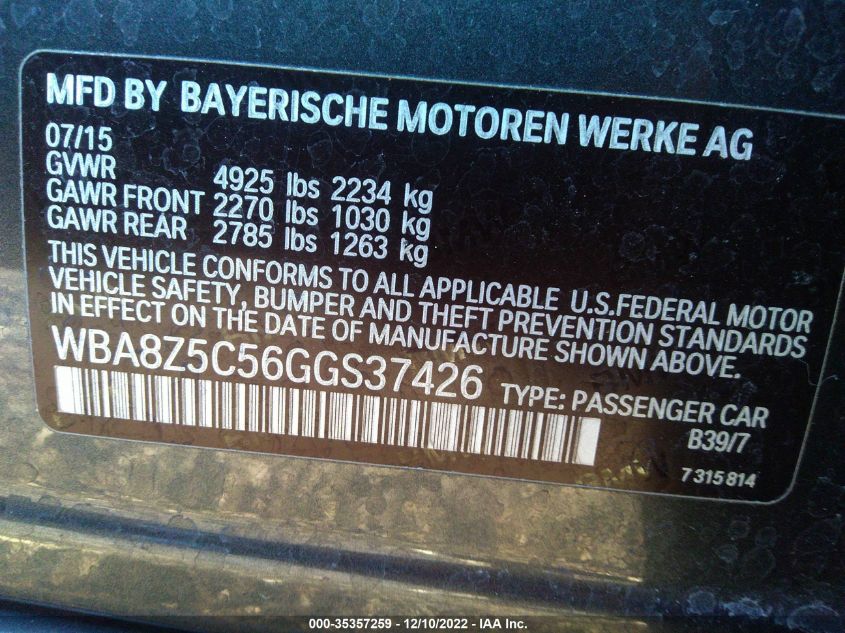 MFD BY BAYERISCHE MOTOREN WERKE AG
07/15
GVWR 4925 lbs 2234 kg
GAWR FRONT 2270 lbs 1030 kg
GAWR REAR 2785 lbs 1263 kg
THIS VEHICLE CONFORMS TO ALL APPLICABLE U.S.FEDERAL MOTOR
VEHICLE SAFETY, BUMPER AND THEFT PREVENTION STANDARDS
IN EFFECT ON THE DATE OF MANUFACTURE SHOWN ABOVE.
WBA8Z5C56GGS37426 TYPE: PASSENGER CAR
B39/7
7 315 814
000-35357259 - 12/10/2022 - IAA Inc.